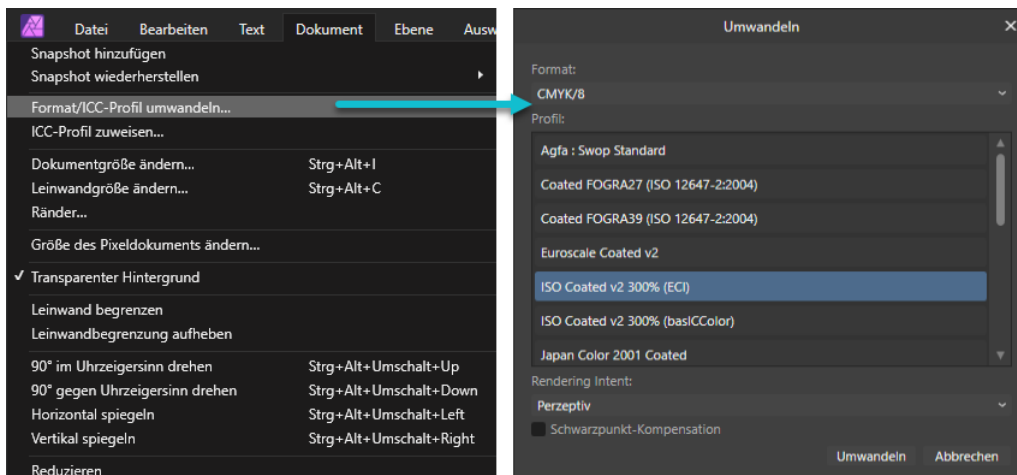 Datei Bearbeiten Text Dokument Ebene Ausw
Snapshot hinzufügen
Snapshot wiederherstellen
Format/ICC-Profil umwandeln...
ICC-Profil zuweisen...
Dokumentgröße ändern... Strg+Alt+I
Leinwandgröße ändern... Strg+Alt+C
Ränder...
Größe des Pixeldokuments ändern...
Transparenter Hintergrund
Leinwand begrenzen
Leinwandbegrenzung aufheben
90° im Uhrzeigersinn drehen Strg+Alt+Umschalt+Up
90° gegen Uhrzeigersinn drehen Strg+Alt+Umschalt+Down
Horizontal spiegeln Strg+Alt+Umschalt+Left
Vertikal spiegeln Strg+Alt+Umschalt+Right
Reduzieren
Umwandeln
Format:
CMYK/8
Profil:
Agfa : Swop Standard
Coated FOGRA27 (ISO 12647-2:2004)
Coated FOGRA39 (ISO 12647-2:2004)
Euroscale Coated v2
ISO Coated v2 300% (ECI)
ISO Coated v2 300% (basICColor)
Japan Color 2001 Coated
Rendering Intent:
Perzeptiv
Schwarzpunkt-Kompensation
Umwandeln Abbrechen